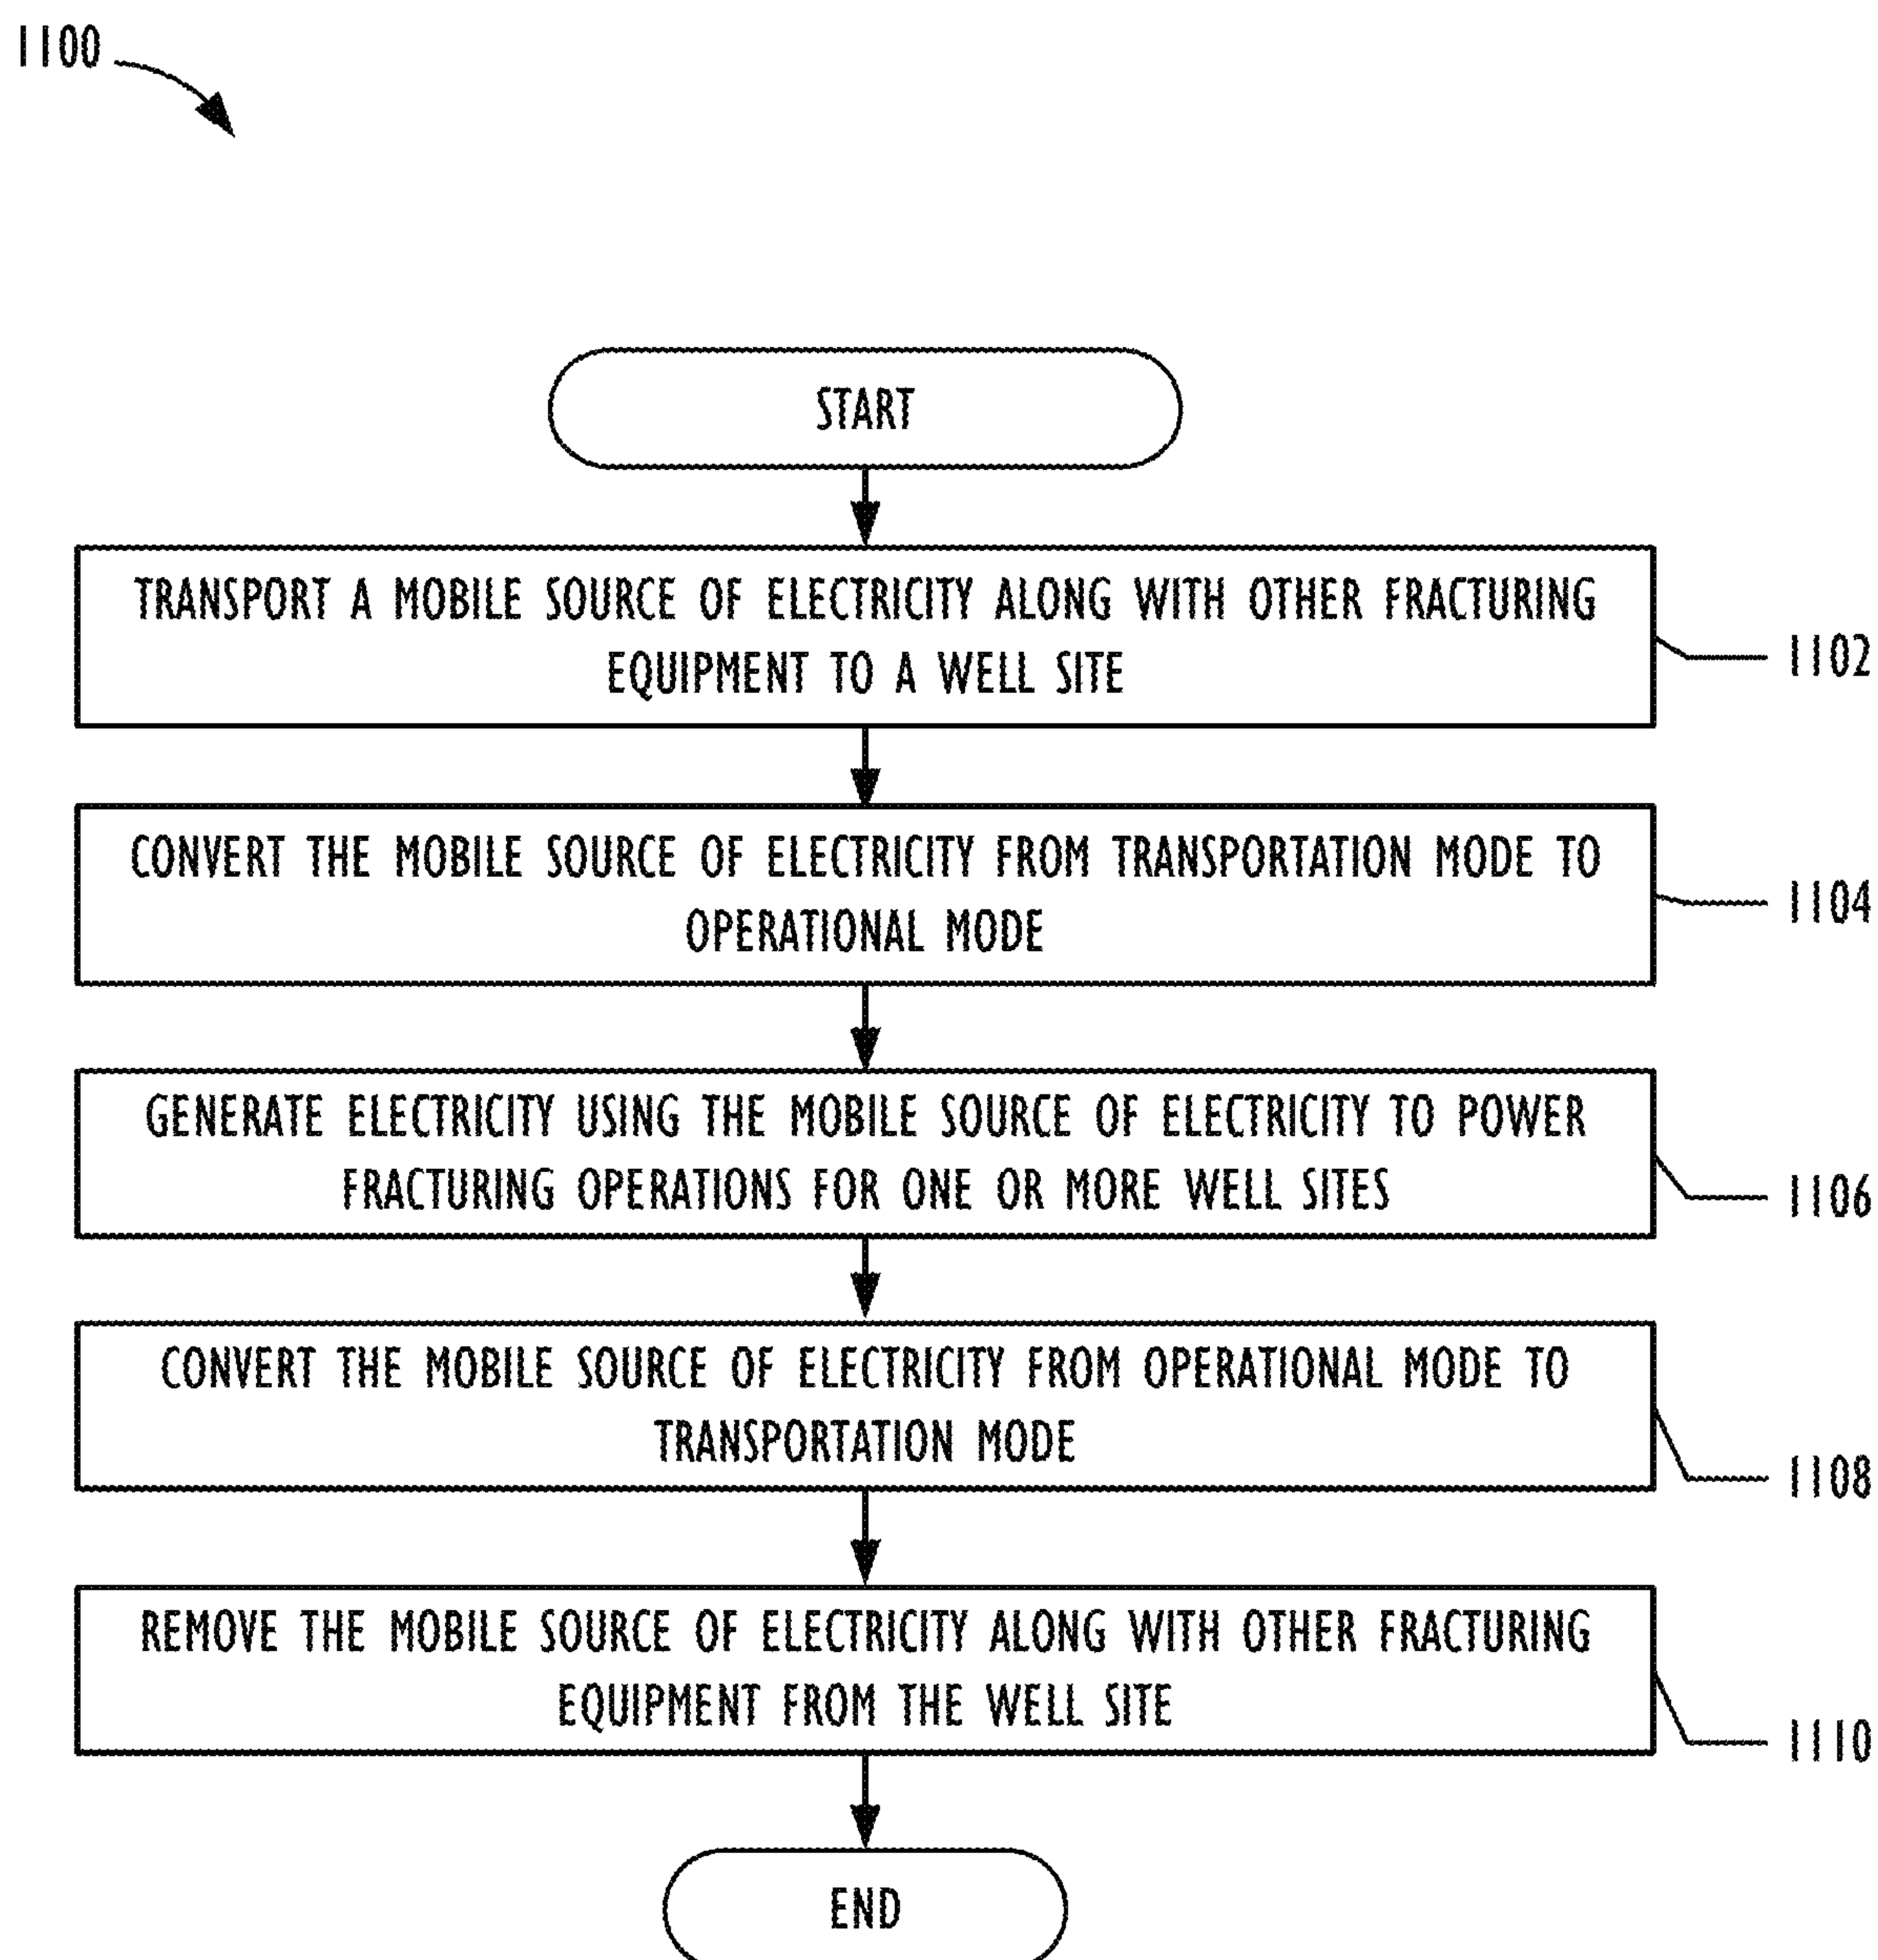 1100
START
TRANSPORT A MOBILE SOURCE OF ELECTRICITY ALONG WITH OTHER FRACTURING
EQUIPMENT TO A WELL SITE
1102
CONVERT THE MOBILE SOURCE OF ELECTRICITY FROM TRANSPORTATION MODE TO
OPERATIONAL MODE
1104
GENERATE ELECTRICITY USING THE MOBILE SOURCE OF ELECTRICITY TO POWER
FRACTURING OPERATIONS FOR ONE OR MORE WELL SITES
1106
CONVERT THE MOBILE SOURCE OF ELECTRICITY FROM OPERATIONAL MODE TO
TRANSPORTATION MODE
1108
REMOVE THE MOBILE SOURCE OF ELECTRICITY ALONG WITH OTHER FRACTURING
EQUIPMENT FROM THE WELL SITE
1110
END